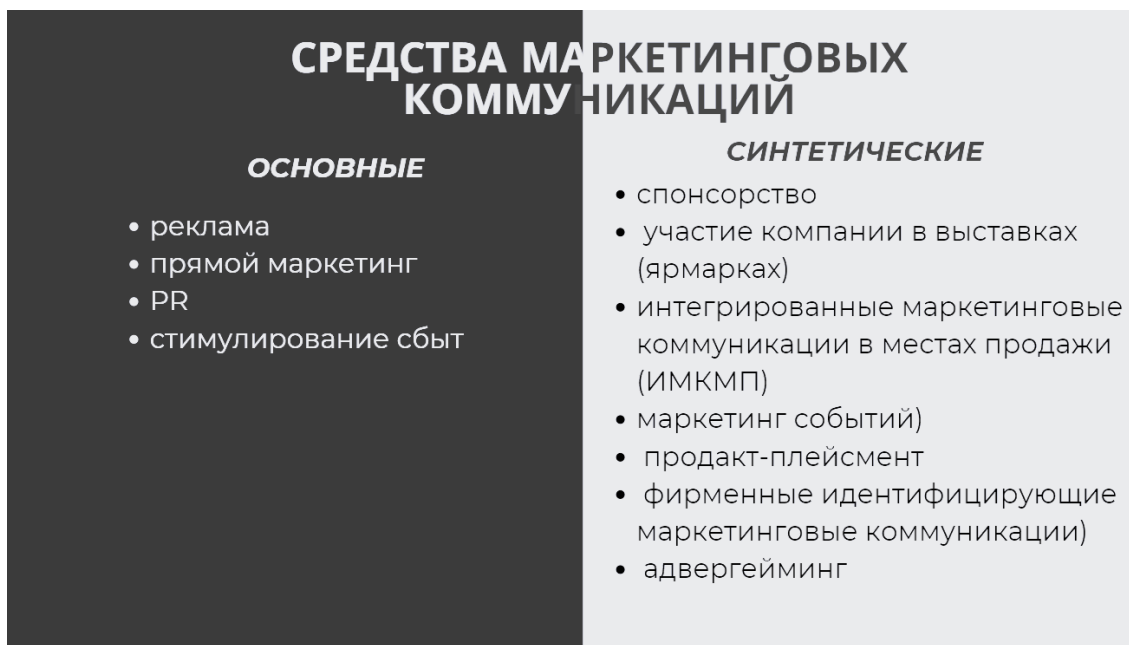 СРЕДСТВА МАРКЕТИНГОВЫХ
КОММУНИКАЦИЙ
ОСНОВНЫЕ
• реклама
• прямой маркетинг
• PR
• стимулирование сбыт
СИНТЕТИЧЕСКИЕ
• спонсорство
• участие компании в выставках
(ярмарках)
• интегрированные маркетинговые
коммуникации в местах продажи
(ИМКМП)
• маркетинг событий)
• продакт-плейсмент
• фирменные идентифицирующие
маркетинговые коммуникации)
• адвергейминг